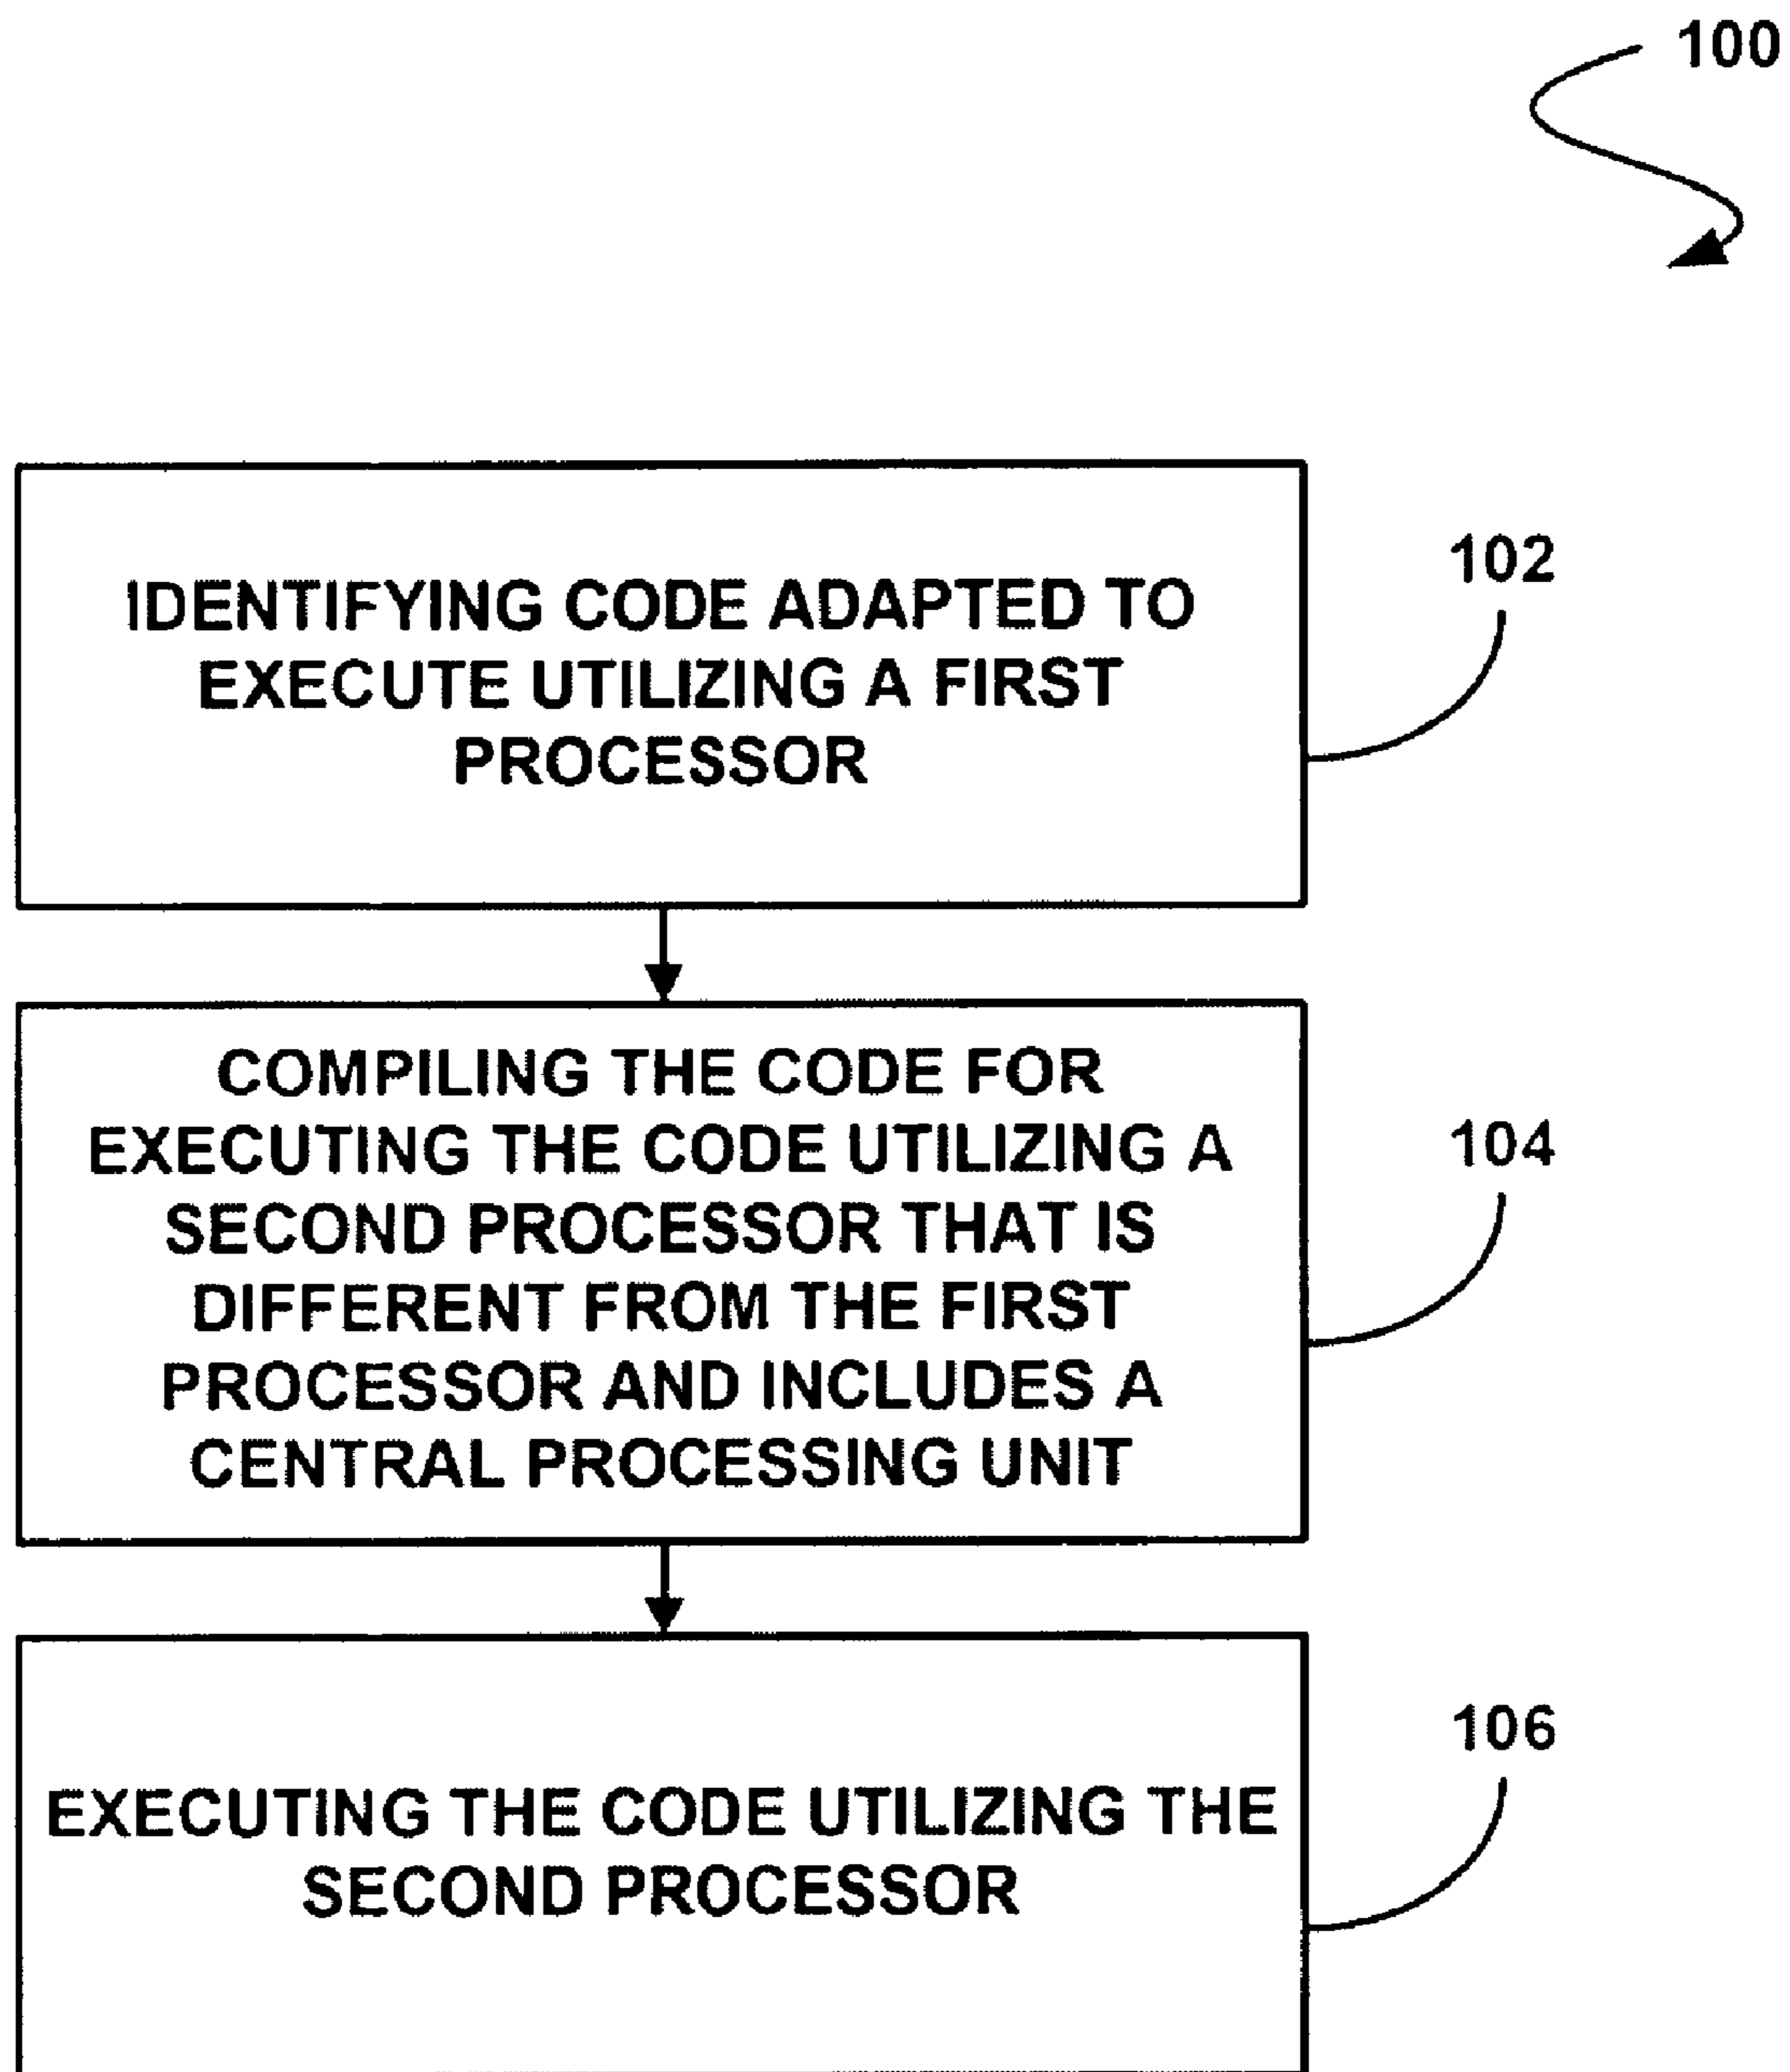 100
IDENTIFYING CODE ADAPTED TO
EXECUTE UTILIZING A FIRST
PROCESSOR
102
COMPILING THE CODE FOR
EXECUTING THE CODE UTILIZING A
SECOND PROCESSOR THAT IS
DIFFERENT FROM THE FIRST
PROCESSOR AND INCLUDES A
CENTRAL PROCESSING UNIT
104
EXECUTING THE CODE UTILIZING THE
SECOND PROCESSOR
106